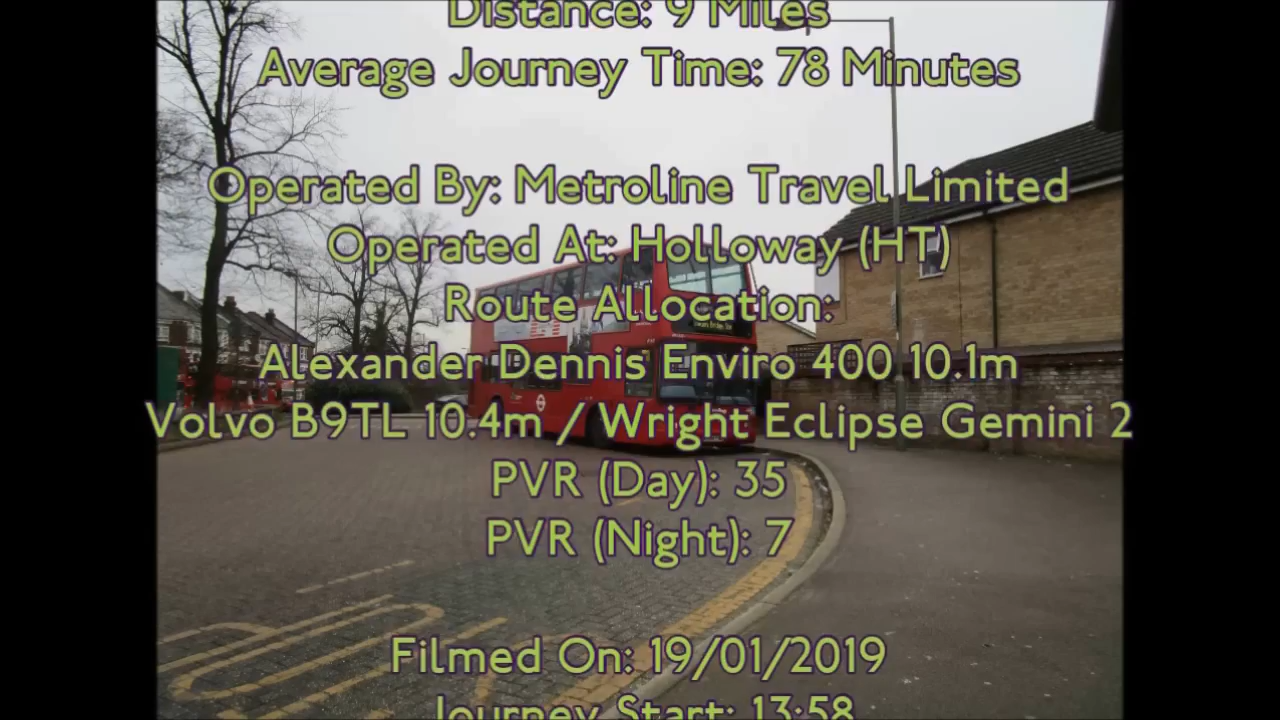 Distance: 9 Miles
Average Journey Time: 78 Minutes
Operated By: Metroline Travel Limited
Operated At: Holloway (HT)
Route Allocation:
Alexander Dennis Enviro 400 10.1m
Volvo B9TL 10.4m / Wright Eclipse Gemini 2
PVR (Day): 35
PVR (Night): 7
Filmed On: 19/01/2019
Journey Start: 13:58